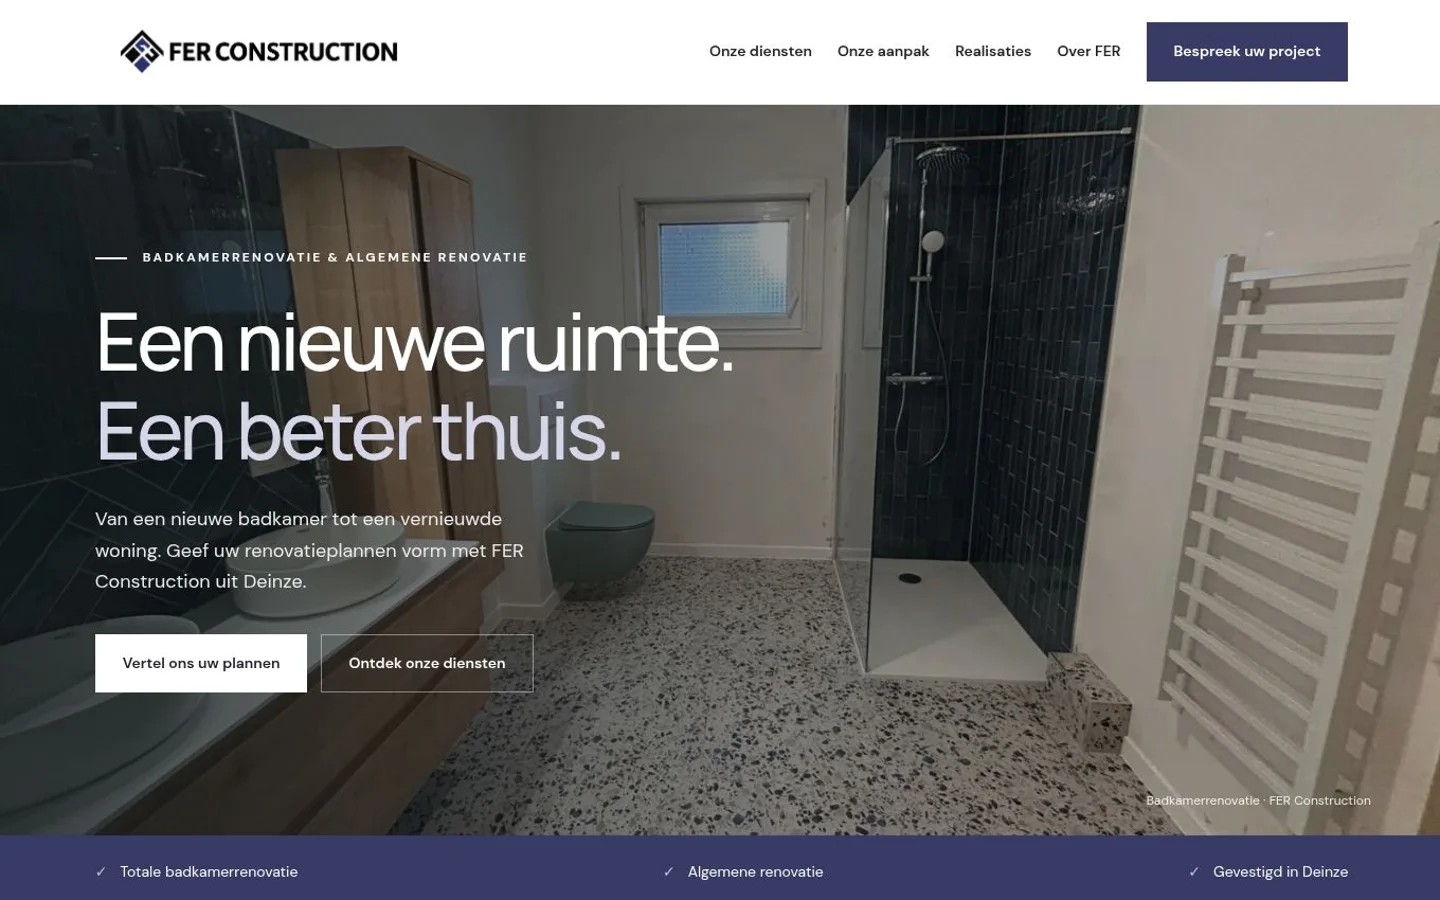 FER CONSTRUCTION
Onze diensten
Onze aanpak
Realisaties
Over FER
Bespreek uw project
BADKAMERRENOVATIE & ALGEMENE RENOVATIE
Een nieuwe ruimte.
Een beter thuis.
Van een nieuwe badkamer tot een vernieuwde
woning. Geef uw renovatieplannen vorm met FER
Construction uit Deinze.
Vertel ons uw plannen
Ontdek onze diensten
Badkamerrenovatie · FER Construction
✓ Totale badkamerrenovatie
✓ Algemene renovatie
✓ Gevestigd in Deinze